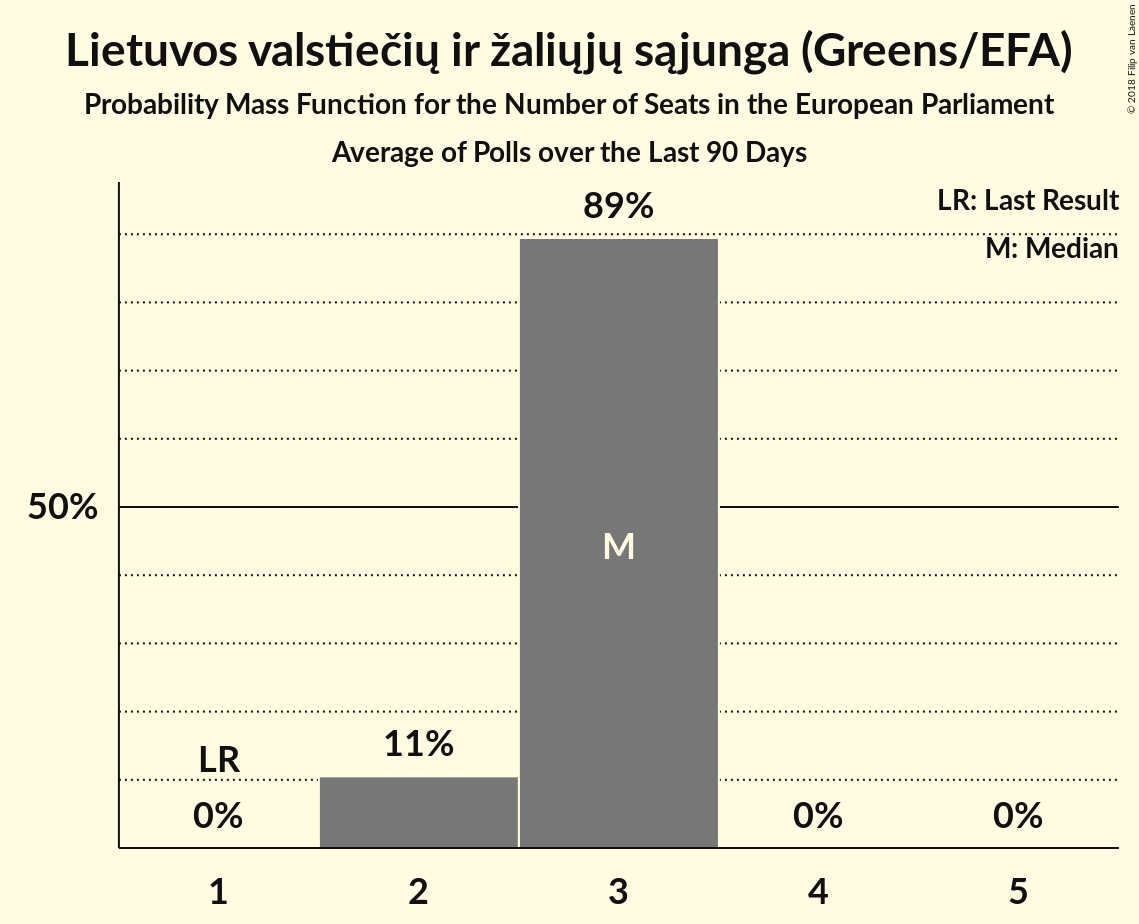 Lietuvos valstiečių ir žaliųjų sąjunga (Greens/EFA)
Probability Mass Function for the Number of Seats in the European Parliament
Average of Polls over the Last 90 Days
© 2018 Filip van Laenen
LR: Last Result
M: Median
89%
50%
M
LR
11%
0%
0%
0%
1
2
3
4
5